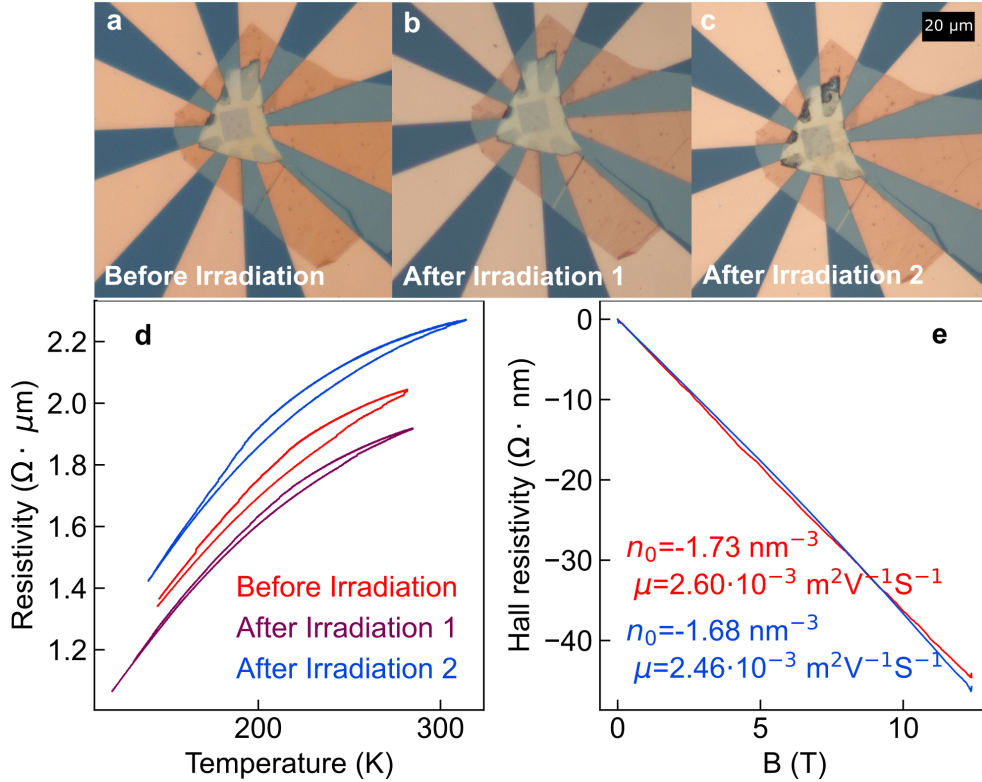 a
b
c
20 μm
Before Irradiation
After Irradiation 1
After Irradiation 2
d
Resistivity (Ω· μm)
2.2
2.0
1.8
1.6
1.4
1.2
Before Irradiation
After Irradiation 1
After Irradiation 2
200
300
Temperature (K)
e
Hall resistivity (Ω· nm)
0
−10
−20
−30
−40
n₀=-1.73 nm⁻³
μ=2.60·10⁻³ m²V⁻¹S⁻¹
n₀=-1.68 nm⁻³
μ=2.46·10⁻³ m²V⁻¹S⁻¹
0
5
10
B (T)